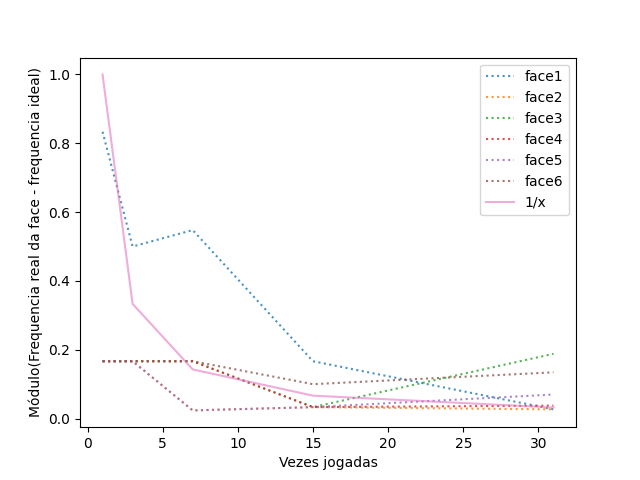 face1
face2
face3
face4
face5
face6
1/x
Módulo(Frequencia real da face - frequencia ideal)
1.0
0.8
0.6
0.4
0.2
0.0
0 5 10 15 20 25 30
Vezes jogadas